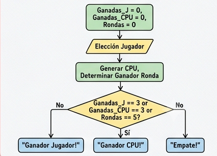 Ganadas_J = 0,
Ganadas_CPU = 0,
Rondas = 0
Elección Jugador
Generar CPU,
Determinar Ganador Ronda
Ganadas_J == 3 or
Ganadas_CPU == 3 or
Rondas == 5?
No
No
Sí
"Ganador Jugador!"
"Ganador CPU!"
"Empate!"